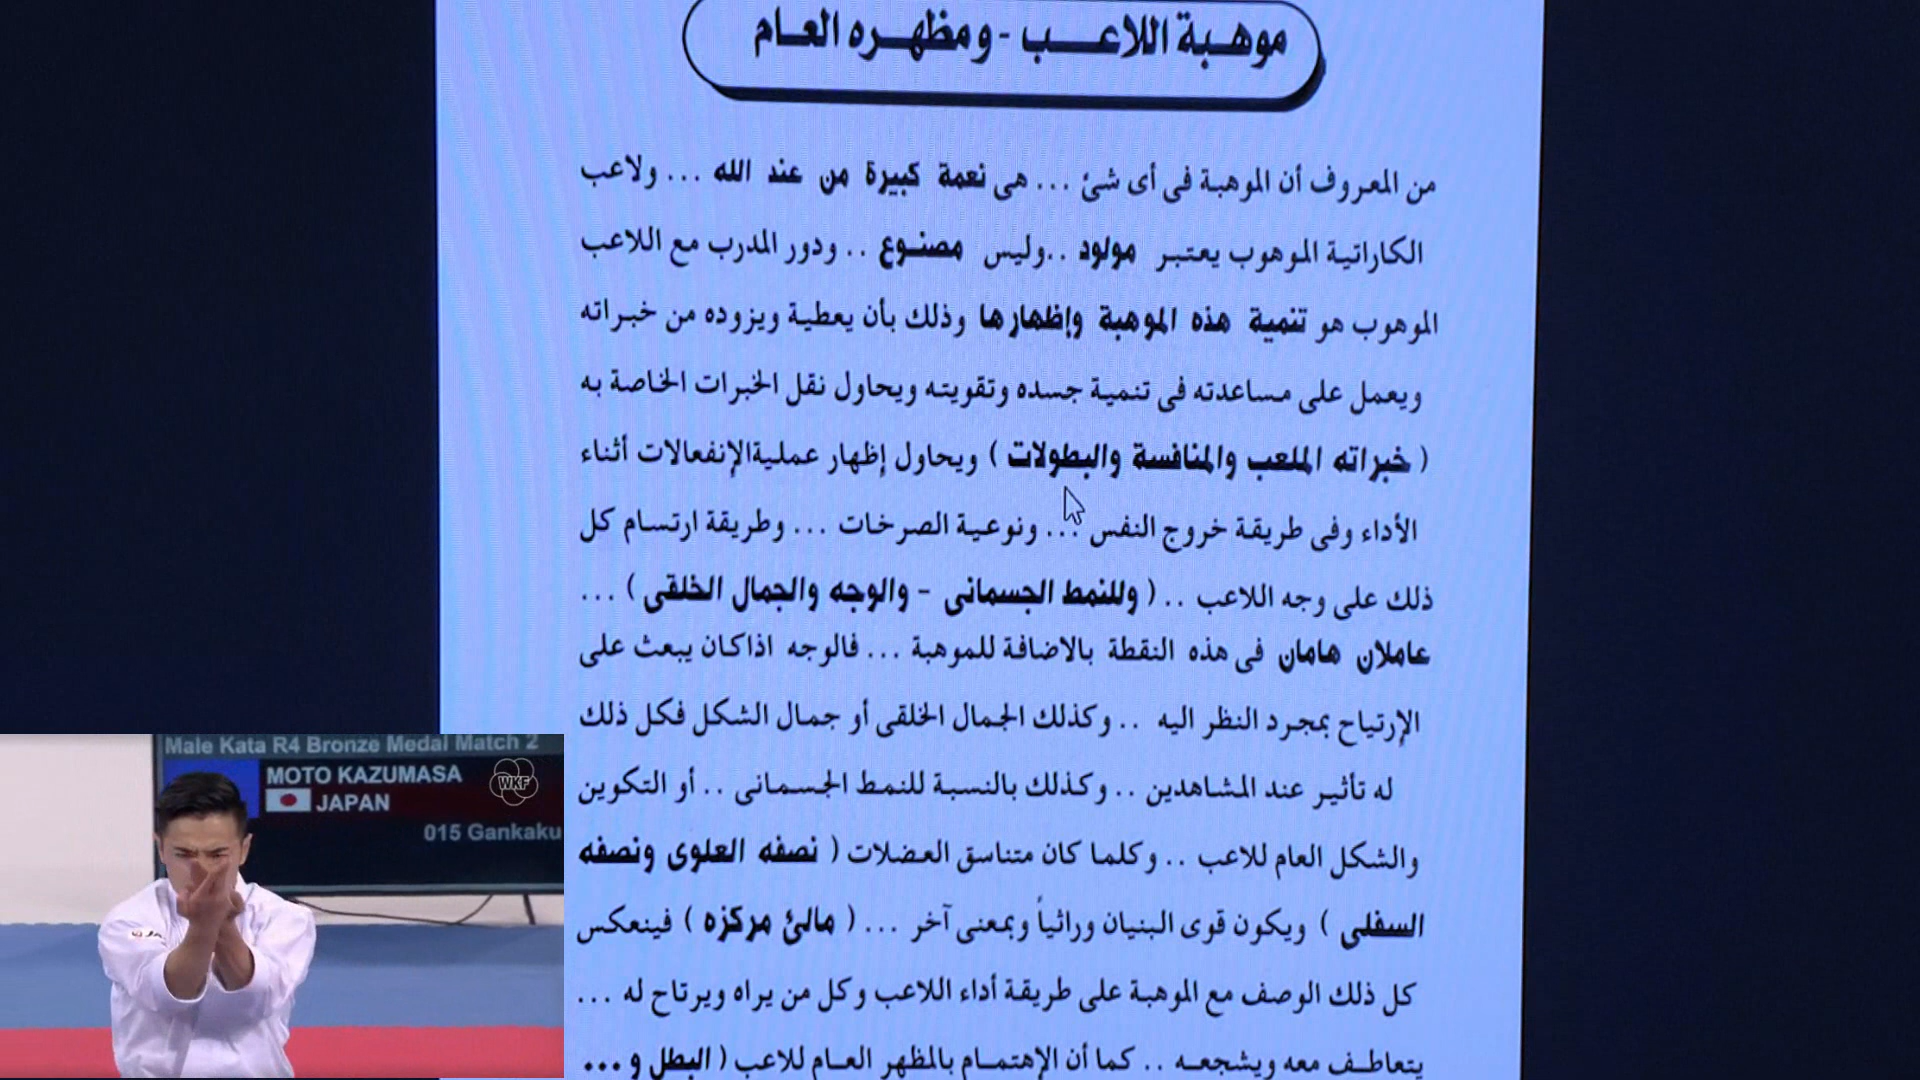 موهبة اللاعب - ومظهره العام
من المعروف أن الموهبة فى أى شئ ... هى نعمة كبيرة من عند الله ... ولاعب
الكاراتية الموهوب يعتبر مولود ..وليس مصنوع .. ودور المدرب مع اللاعب
الموهوب هو تنمية هذه الموهبة وإظهارها وذلك بأن يعطية ويزوده من خبراته
ويعمل على مساعدته فى تنمية جسده وتقويته ويحاول نقل الخبرات الخاصة به
( خبراته الملعب والمنافسة والبطولات ) ويحاول إظهار عمليةالإنفعالات أثناء
الأداء وفى طريقة خروج النفس ... ونوعية الصرخات ... وطريقة ارتسام كل
ذلك على وجه اللاعب .. ( وللنمط الجسمانى - والوجه والجمال الخلقى ) ...
عاملان هامان فى هذه النقطة بالاضافة للموهبة ... فالوجه اذاكان يبعث على
الإرتياح بمجرد النظر اليه .. وكذلك الجمال الخلقى أو جمال الشكل فكل ذلك
له تأثير عند المشاهدين .. وكذلك بالنسبة للنمط الجسمانى .. أو التكوين
والشكل العام للاعب .. وكلما كان متناسق العضلات ( نصفه العلوى ونصفه
السفلى ) ويكون قوى البنيان وراثياً وبمعنى آخر ... ( مالئ مركزه ) فينعكس
كل ذلك الوصف مع الموهبة على طريقة أداء اللاعب وكل من يراه ويرتاح له ...
يتعاطف معه ويشجعه .. كما أن الإهتمام بالمظهر العام للاعب ( البطل و ...
Male Kata R4 Bronze Medal Match 2
MOTO KAZUMASA
JAPAN
WKF
015 Gankaku